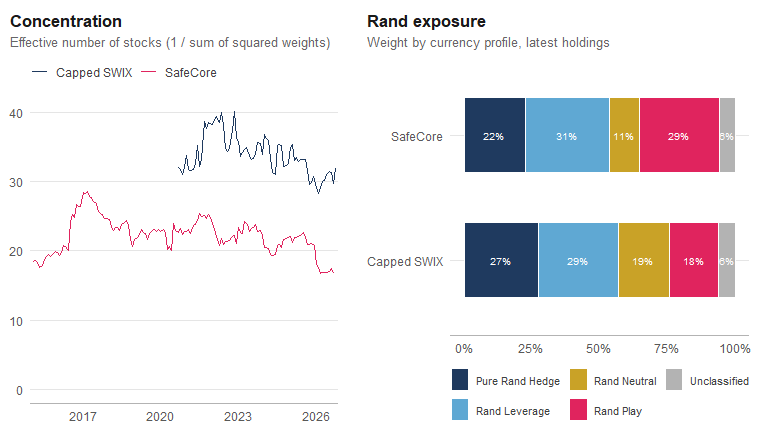 Concentration
Effective number of stocks (1 / sum of squared weights)
Capped SWIX
SafeCore
40
30
20
10
0
2017
2020
2023
2026
Rand exposure
Weight by currency profile, latest holdings
SafeCore
22%
31%
11%
29%
6%
Capped SWIX
27%
29%
19%
18%
6%
0%
25%
50%
75%
100%
Pure Rand Hedge
Rand Neutral
Unclassified
Rand Leverage
Rand Play